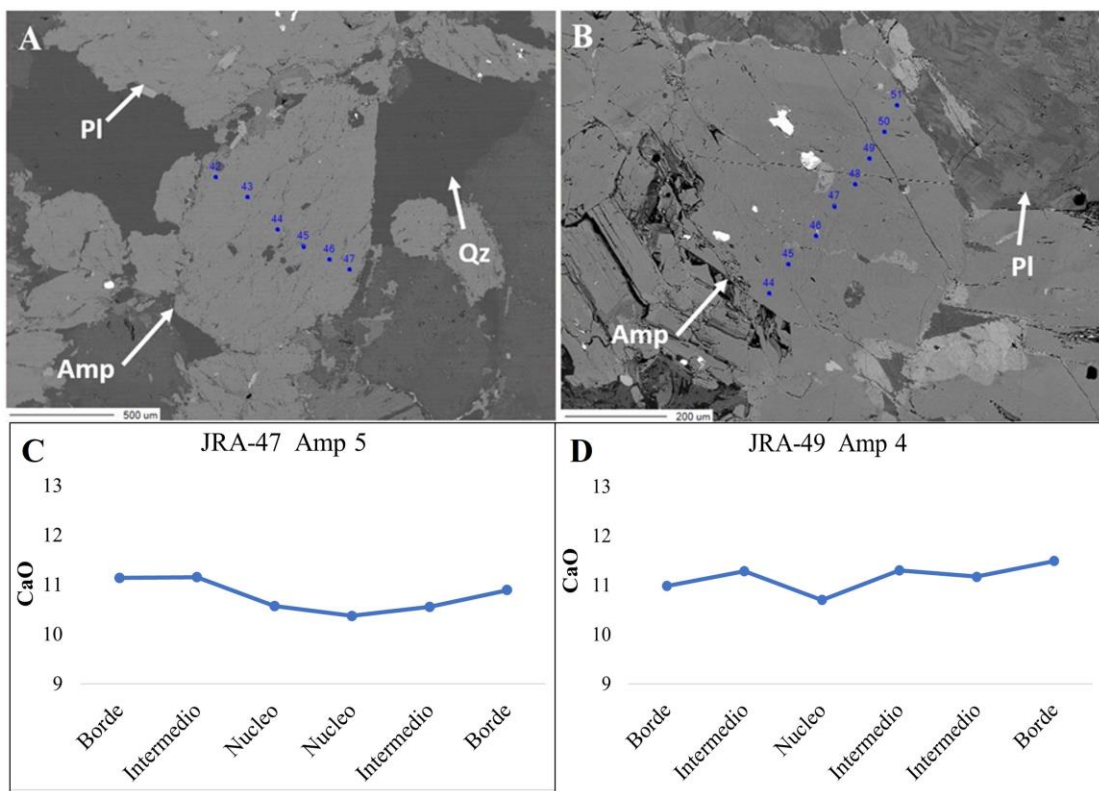 A
Pl
42
43
44
45
46
47
Qz
Amp
500 um
B
51
50
49
48
47
46
45
44
Pl
Amp
200 um
C
JRA-47 Amp 5
13
12
11
10
9
CaO
Borde
Intermedio
Nucleo
Nucleo
Intermedio
Borde
D
JRA-49 Amp 4
13
12
11
10
9
CaO
Borde
Intermedio
Nucleo
Intermedio
Intermedio
Borde